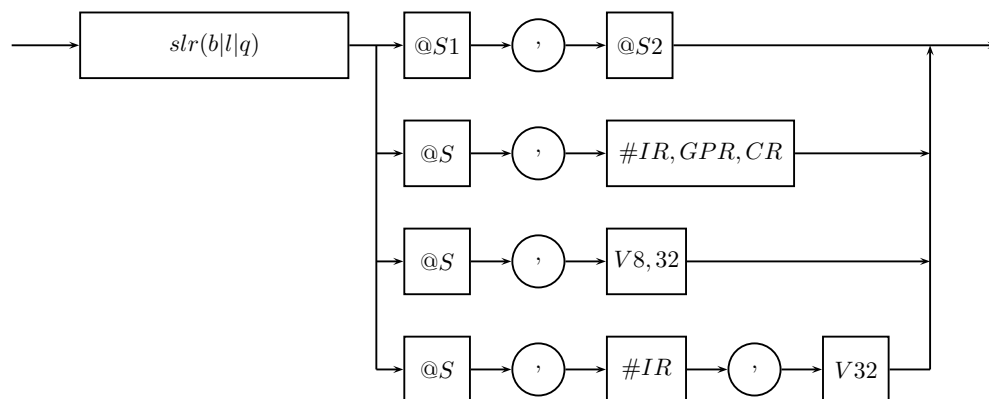 slr(b|l|q) @S1 , @S2
@S , #IR, GPR, CR
@S , V8, 32
@S , #IR , V32